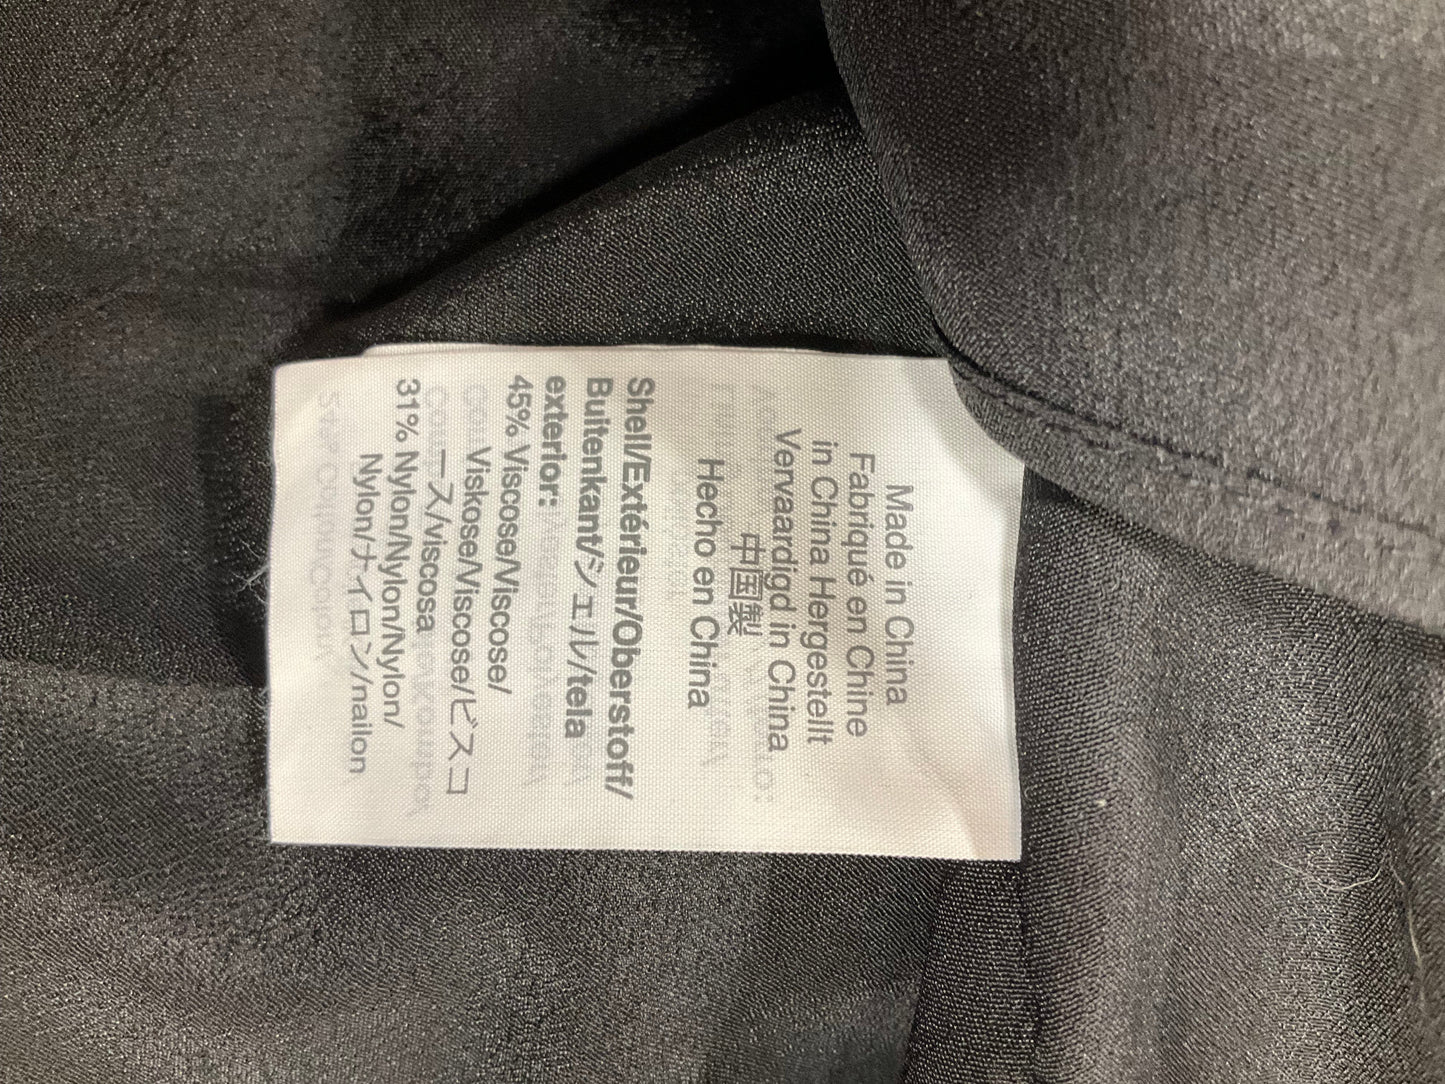 Made in China
Fabriqué en Chine
in China Hergestellt
Vervaardigd in China
中国製
Hecho en China
Shell/Extérieur/Oberstoff/
Buitenkant/シェル/tela
exterior:
45% Viscose/Viscose/
Viskose/Viscose/ビスコ
ース/viscosa
31% Nylon/Nylon/Nylon/
Nylon/ナイロン/nailon